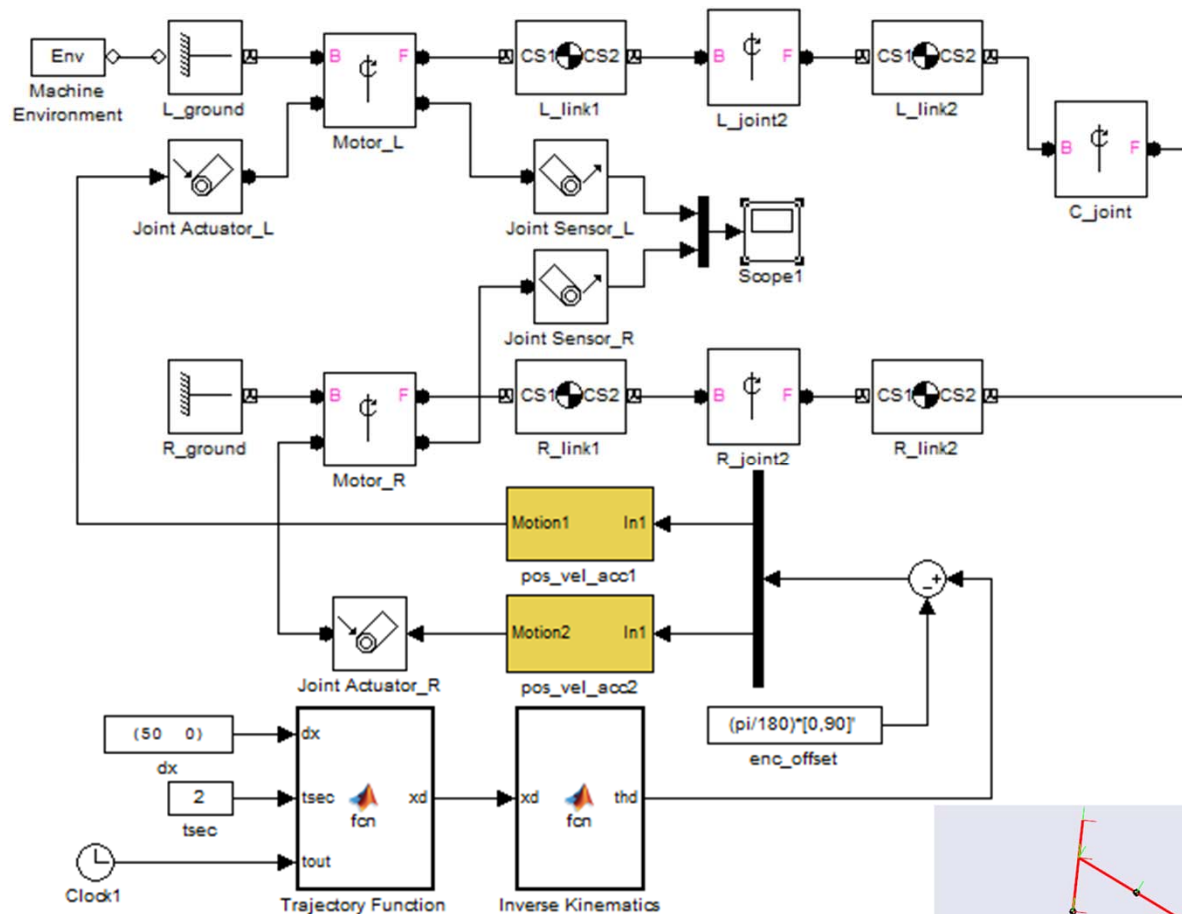 Env
Machine
Environment
L_ground
B F
Motor_L
CS1 CS2
L_link1
B F
L_joint2
CS1 CS2
L_link2
B F
C_joint
Joint Actuator_L
Joint Sensor_L
Scope1
Joint Sensor_R
R_ground
B F
Motor_R
CS1 CS2
R_link1
B F
R_joint2
CS1 CS2
R_link2
Motion1 In1
pos_vel_acc1
+
-
Motion2 In1
pos_vel_acc2
Joint Actuator_R
(pi/180)*[0,90]'
enc_offset
(50 0)
dx
2
tsec
Clock1
dx
tsec xd
fcn
tout
Trajectory Function
xd thd
fcn
Inverse Kinematics